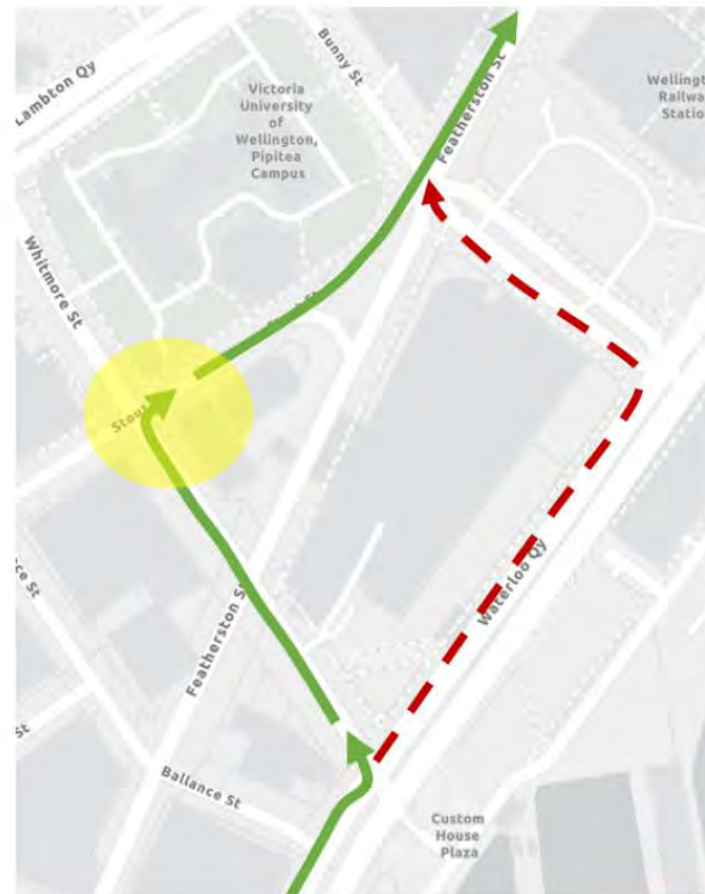 Lambton Qy
Bunny St
Victoria
University
of
Wellington,
Pipitea
Campus
Featherston St
Wellingt
Railwa
Statio
Whitmore St
Stout
Waterloo Qy
ce St
Featherston S
St
Ballance St
Custom
House
Plaza